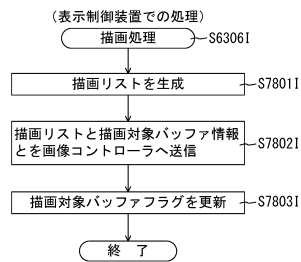 （表示制御装置での処理）
描画処理
S6306I
描画リストを生成
S7801I
描画リストと描画対象バッファ情報
とを画像コントローラへ送信
S7802I
描画対象バッファフラグを更新
S7803I
終　了